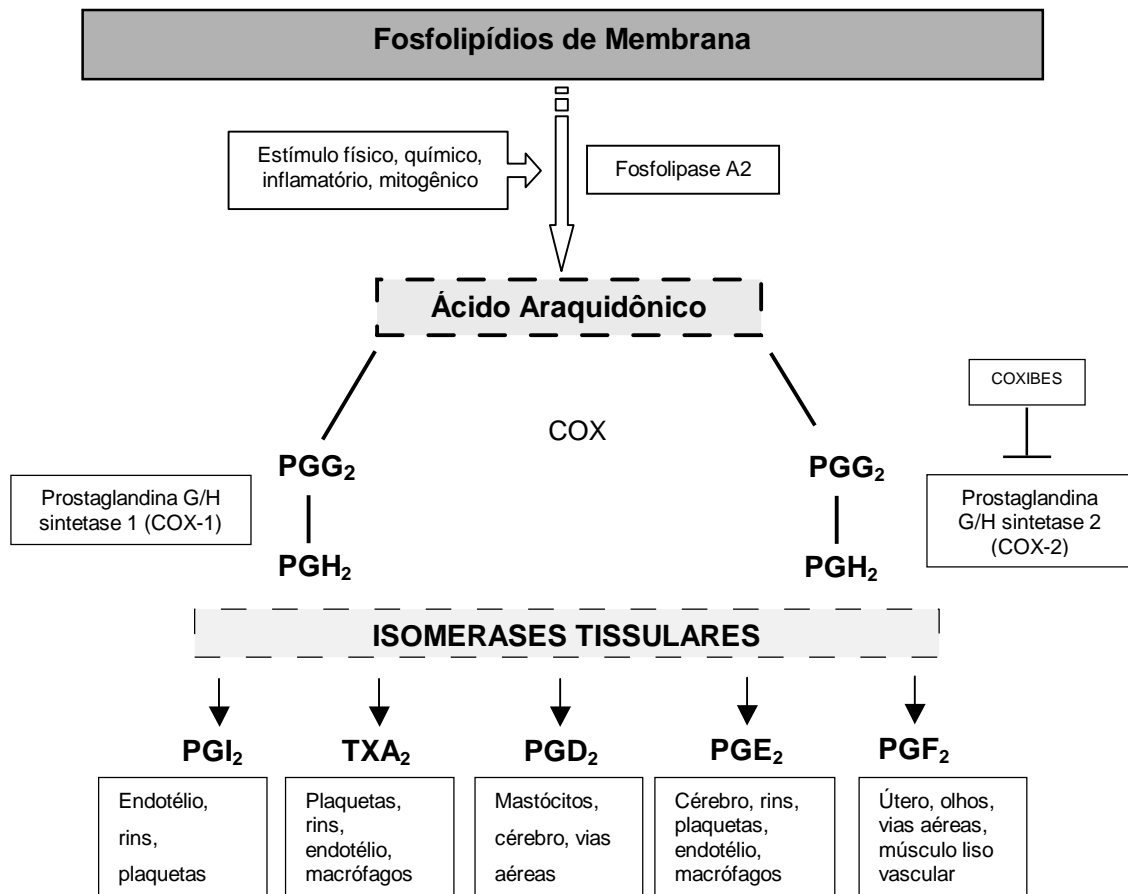 Fosfolipídios de Membrana
Estímulo físico, químico,
inflamatório, mitogênico
Fosfolipase A2
Ácido Araquidônico
COXIBES
COX
PGG₂
PGG₂
Prostaglandina G/H
sintetase 1 (COX-1)
Prostaglandina
G/H sintetase 2
(COX-2)
PGH₂
PGH₂
ISOMERASES TISSULARES
PGI₂
TXA₂
PGD₂
PGE₂
PGF₂
Endotélio,
rins,
plaquetas
Plaquetas,
rins,
endotélio,
macrófagos
Mastócitos,
cérebro, vias
aéreas
Cérebro, rins,
plaquetas,
endotélio,
macrófagos
Útero, olhos,
vias aéreas,
músculo liso
vascular